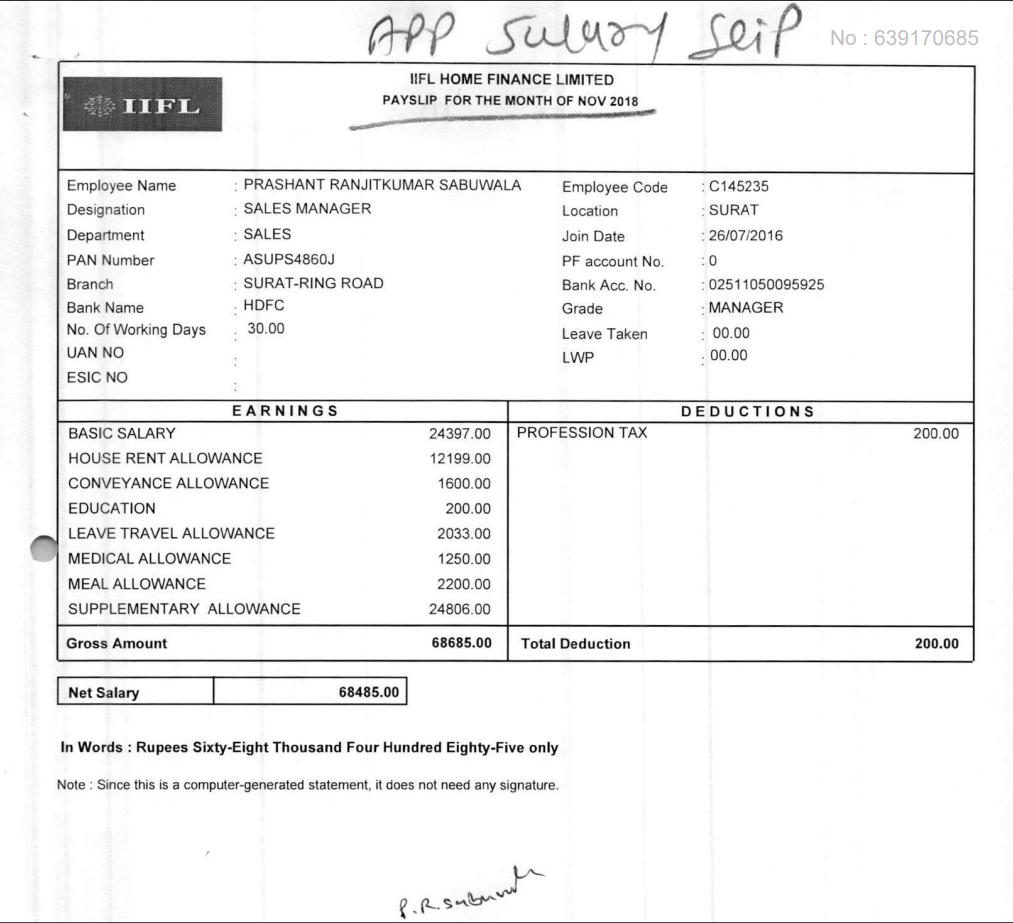 APP Salary Seip
No : 639170685
IIFL
IIFL HOME FINANCE LIMITED
PAYSLIP FOR THE MONTH OF NOV 2018
Employee Name : PRASHANT RANJITKUMAR SABUWALA Employee Code : C145235
Designation : SALES MANAGER Location : SURAT
Department : SALES Join Date : 26/07/2016
PAN Number : ASUPS4860J PF account No. : 0
Branch : SURAT-RING ROAD Bank Acc. No. : 02511050095925
Bank Name : HDFC Grade : MANAGER
No. Of Working Days : 30.00 Leave Taken : 00.00
UAN NO : LWP : 00.00
ESIC NO :
EARNINGS DEDUCTIONS
BASIC SALARY 24397.00 PROFESSION TAX 200.00
HOUSE RENT ALLOWANCE 12199.00
CONVEYANCE ALLOWANCE 1600.00
EDUCATION 200.00
LEAVE TRAVEL ALLOWANCE 2033.00
MEDICAL ALLOWANCE 1250.00
MEAL ALLOWANCE 2200.00
SUPPLEMENTARY ALLOWANCE 24806.00
Gross Amount 68685.00 Total Deduction 200.00
Net Salary 68485.00
In Words : Rupees Sixty-Eight Thousand Four Hundred Eighty-Five only
Note : Since this is a computer-generated statement, it does not need any signature.
P.R.